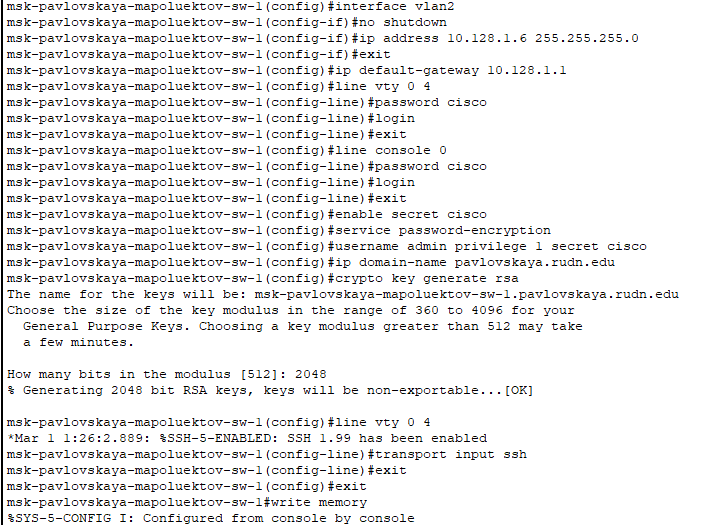 msk-pavlovskaya-mapoluektov-sw-1(config)#interface vlan2
msk-pavlovskaya-mapoluektov-sw-1(config-if)#no shutdown
msk-pavlovskaya-mapoluektov-sw-1(config-if)#ip address 10.128.1.6 255.255.255.0
msk-pavlovskaya-mapoluektov-sw-1(config-if)#exit
msk-pavlovskaya-mapoluektov-sw-1(config)#ip default-gateway 10.128.1.1
msk-pavlovskaya-mapoluektov-sw-1(config)#line vty 0 4
msk-pavlovskaya-mapoluektov-sw-1(config-line)#password cisco
msk-pavlovskaya-mapoluektov-sw-1(config-line)#login
msk-pavlovskaya-mapoluektov-sw-1(config-line)#exit
msk-pavlovskaya-mapoluektov-sw-1(config)#line console 0
msk-pavlovskaya-mapoluektov-sw-1(config-line)#password cisco
msk-pavlovskaya-mapoluektov-sw-1(config-line)#login
msk-pavlovskaya-mapoluektov-sw-1(config-line)#exit
msk-pavlovskaya-mapoluektov-sw-1(config)#enable secret cisco
msk-pavlovskaya-mapoluektov-sw-1(config)#service password-encryption
msk-pavlovskaya-mapoluektov-sw-1(config)#username admin privilege 1 secret cisco
msk-pavlovskaya-mapoluektov-sw-1(config)#ip domain-name pavlovskaya.rudn.edu
msk-pavlovskaya-mapoluektov-sw-1(config)#crypto key generate rsa
The name for the keys will be: msk-pavlovskaya-mapoluektov-sw-1.pavlovskaya.rudn.edu
Choose the size of the key modulus in the range of 360 to 4096 for your
General Purpose Keys. Choosing a key modulus greater than 512 may take
a few minutes.
How many bits in the modulus [512]: 2048
% Generating 2048 bit RSA keys, keys will be non-exportable...[OK]
msk-pavlovskaya-mapoluektov-sw-1(config)#line vty 0 4
*Mar 1 1:26:2.889: %SSH-5-ENABLED: SSH 1.99 has been enabled
msk-pavlovskaya-mapoluektov-sw-1(config-line)#transport input ssh
msk-pavlovskaya-mapoluektov-sw-1(config-line)#exit
msk-pavlovskaya-mapoluektov-sw-1(config)#exit
msk-pavlovskaya-mapoluektov-sw-1#write memory
%SYS-5-CONFIG I: Configured from console by console